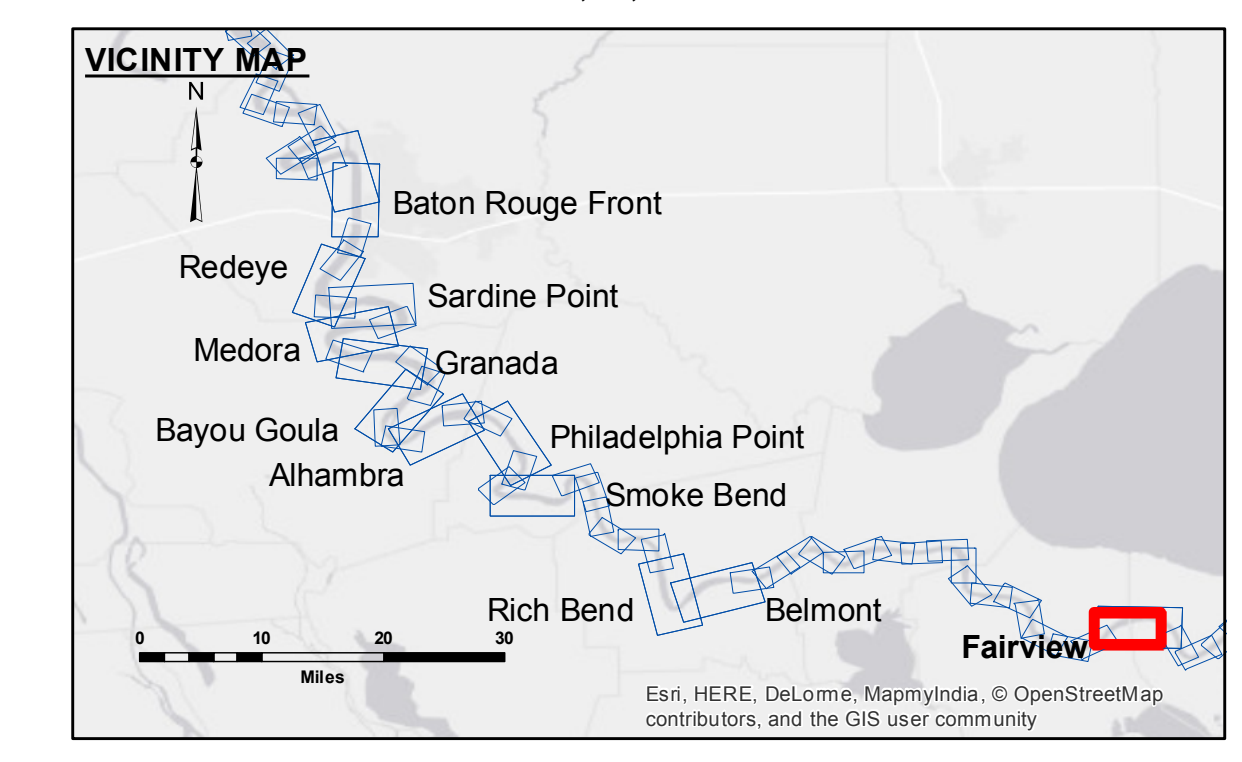 VICINITY MAP
N
Baton Rouge Front
Redeye
Sardine Point
Medora
Granada
Bayou Goula
Philadelphia Point
Alhambra
Smoke Bend
Rich Bend
Belmont
0 10 20 30
Fairview
Miles
Esri, HERE, DeLorme, MapmyIndia, © OpenStreetMap
contributors, and the GIS user community